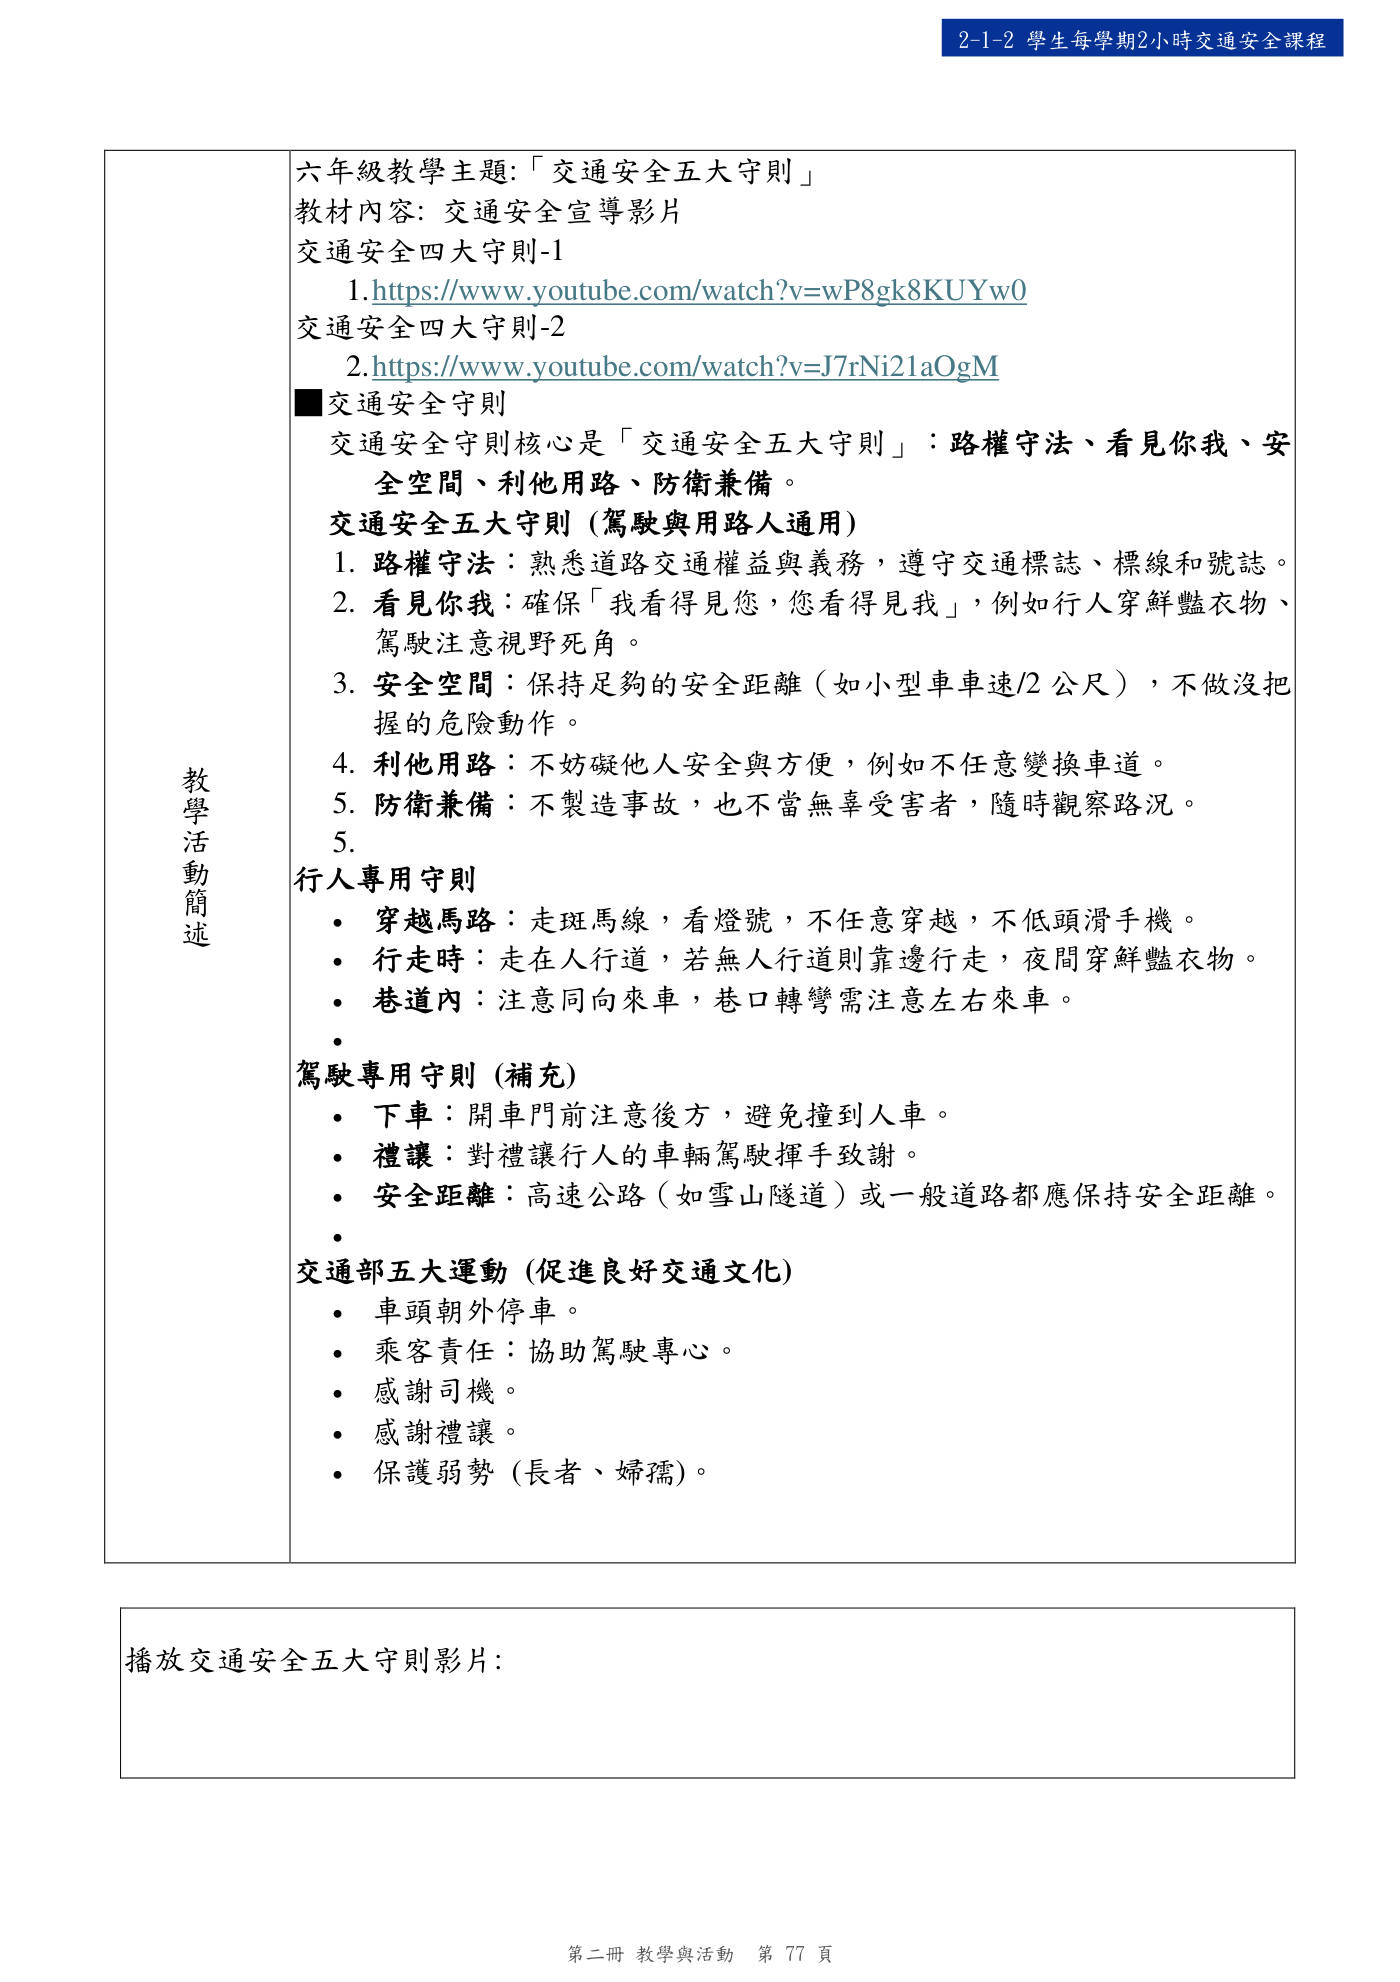 2-1-2 學生每學期2小時交通安全課程
六年級教學主題:「交通安全五大守則」
教材內容: 交通安全宣導影片
交通安全四大守則-1
1.https://www.youtube.com/watch?v=wP8gk8KUYw0
交通安全四大守則-2
2.https://www.youtube.com/watch?v=J7rNi21aOgM
■交通安全守則
交通安全守則核心是「交通安全五大守則」：路權守法、看見你我、安
全空間、利他用路、防衛兼備。
交通安全五大守則 (駕駛與用路人通用)
1. 路權守法：熟悉道路交通權益與義務，遵守交通標誌、標線和號誌。
2. 看見你我：確保「我看得見您，您看得見我」，例如行人穿鮮豔衣物、
駕駛注意視野死角。
3. 安全空間：保持足夠的安全距離（如小型車車速/2 公尺），不做沒把
握的危險動作。
4. 利他用路：不妨礙他人安全與方便，例如不任意變換車道。
5. 防衛兼備：不製造事故，也不當無辜受害者，隨時觀察路況。
5.
教學活動簡述
行人專用守則
• 穿越馬路：走斑馬線，看燈號，不任意穿越，不低頭滑手機。
• 行走時：走在人行道，若無人行道則靠邊行走，夜間穿鮮豔衣物。
• 巷道內：注意同向來車，巷口轉彎需注意左右來車。
•
駕駛專用守則 (補充)
• 下車：開車門前注意後方，避免撞到人車。
• 禮讓：對禮讓行人的車輛駕駛揮手致謝。
• 安全距離：高速公路（如雪山隧道）或一般道路都應保持安全距離。
•
交通部五大運動 (促進良好交通文化)
• 車頭朝外停車。
• 乘客責任：協助駕駛專心。
• 感謝司機。
• 感謝禮讓。
• 保護弱勢 (長者、婦孺)。
播放交通安全五大守則影片:
第二冊 教學與活動 第 77 頁